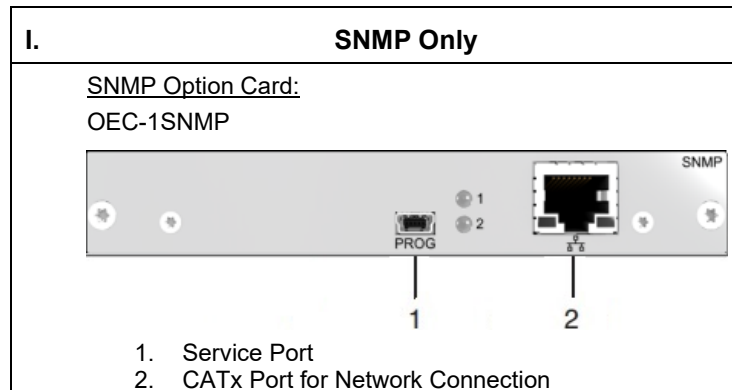 I. SNMP Only
SNMP Option Card:
OEC-1SNMP
SNMP
1
2
PROG
1 2
1. Service Port
2. CATx Port for Network Connection